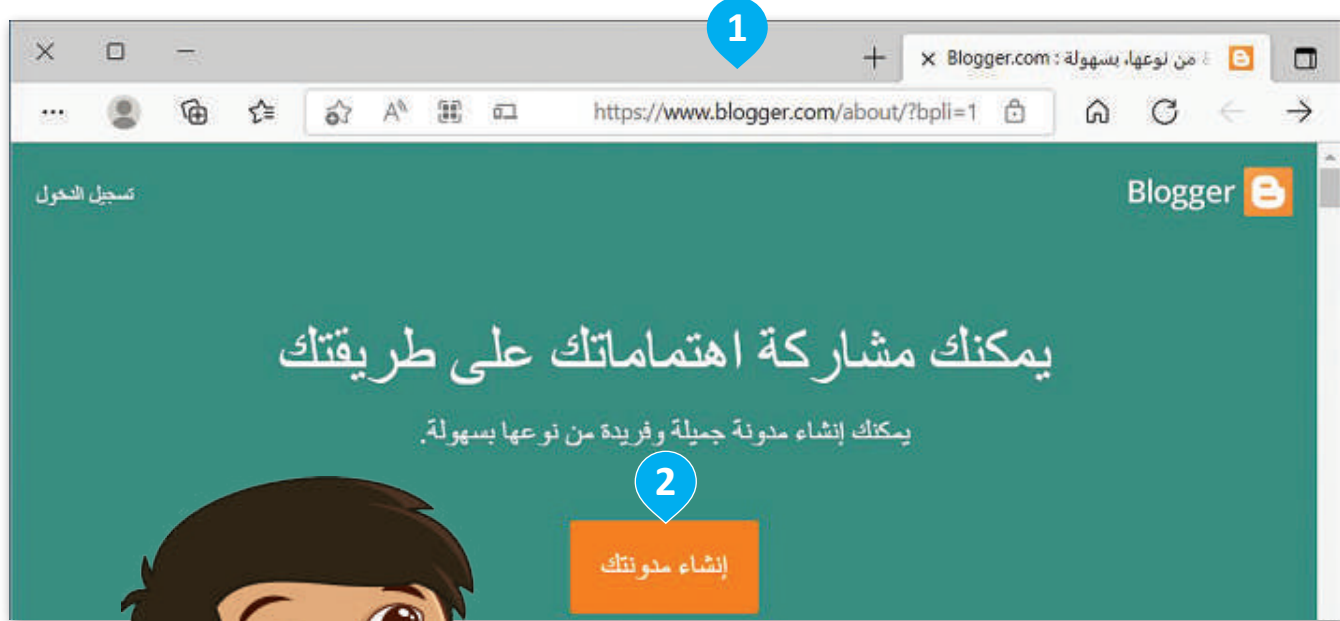 1
من نوعها، بسهولة : Blogger.com
https://www.blogger.com/about/?bpli=1
Blogger
تسجيل الدخول
يمكنك مشاركة اهتماماتك على طريقتك
يمكنك إنشاء مدونة جميلة وفريدة من نوعها بسهولة.
2
إنشاء مدونتك